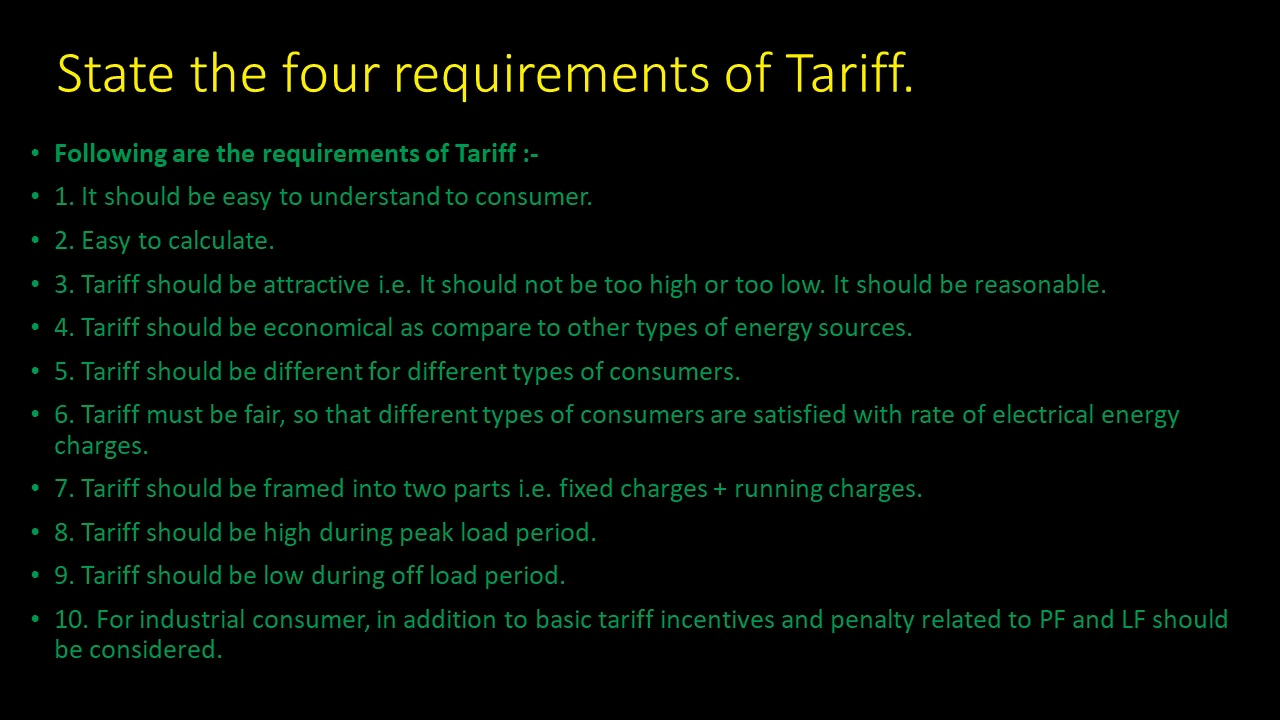 State the four requirements of Tariff.
• Following are the requirements of Tariff :-
• 1. It should be easy to understand to consumer.
• 2. Easy to calculate.
• 3. Tariff should be attractive i.e. It should not be too high or too low. It should be reasonable.
• 4. Tariff should be economical as compare to other types of energy sources.
• 5. Tariff should be different for different types of consumers.
• 6. Tariff must be fair, so that different types of consumers are satisfied with rate of electrical energy
charges.
• 7. Tariff should be framed into two parts i.e. fixed charges + running charges.
• 8. Tariff should be high during peak load period.
• 9. Tariff should be low during off load period.
• 10. For industrial consumer, in addition to basic tariff incentives and penalty related to PF and LF should
be considered.